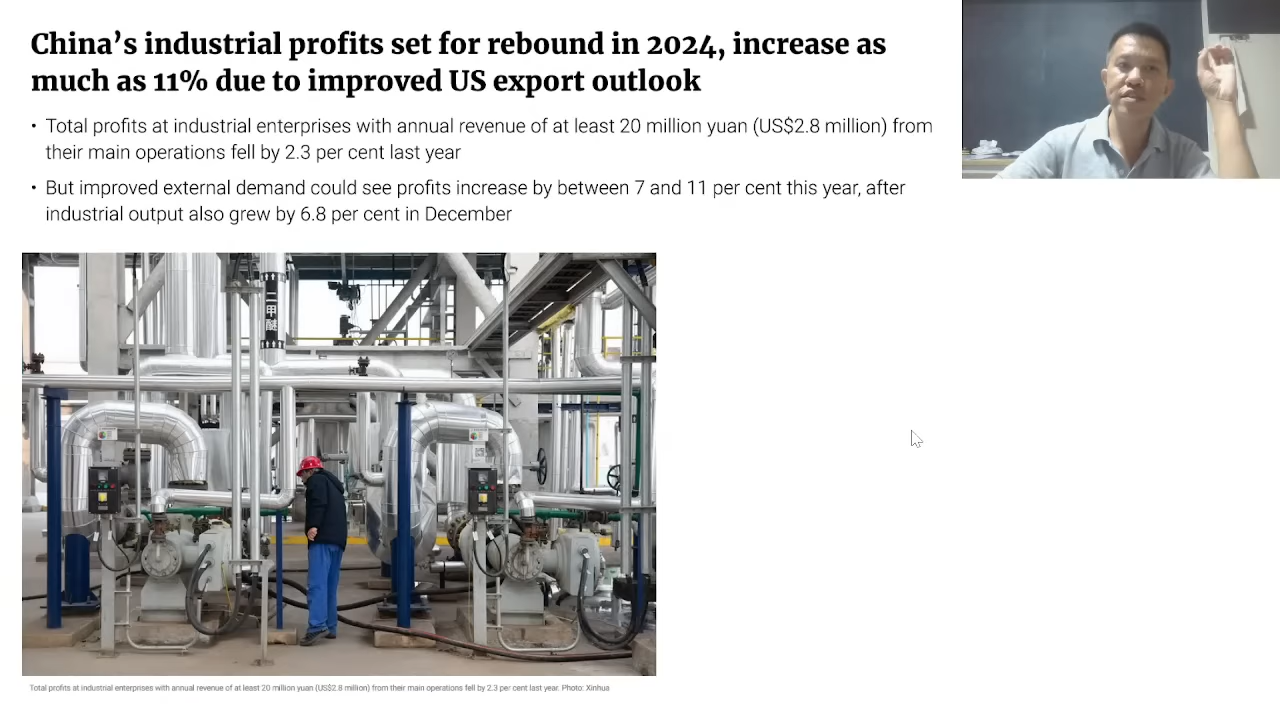 China’s industrial profits set for rebound in 2024, increase as
much as 11% due to improved US export outlook
• Total profits at industrial enterprises with annual revenue of at least 20 million yuan (US$2.8 million) from
their main operations fell by 2.3 per cent last year
• But improved external demand could see profits increase by between 7 and 11 per cent this year, after
industrial output also grew by 6.8 per cent in December
二甲醚
Total profits at industrial enterprises with annual revenue of at least 20 million yuan (US$2.8 million) from their main operations fell by 2.3 per cent last year. Photo: Xinhua